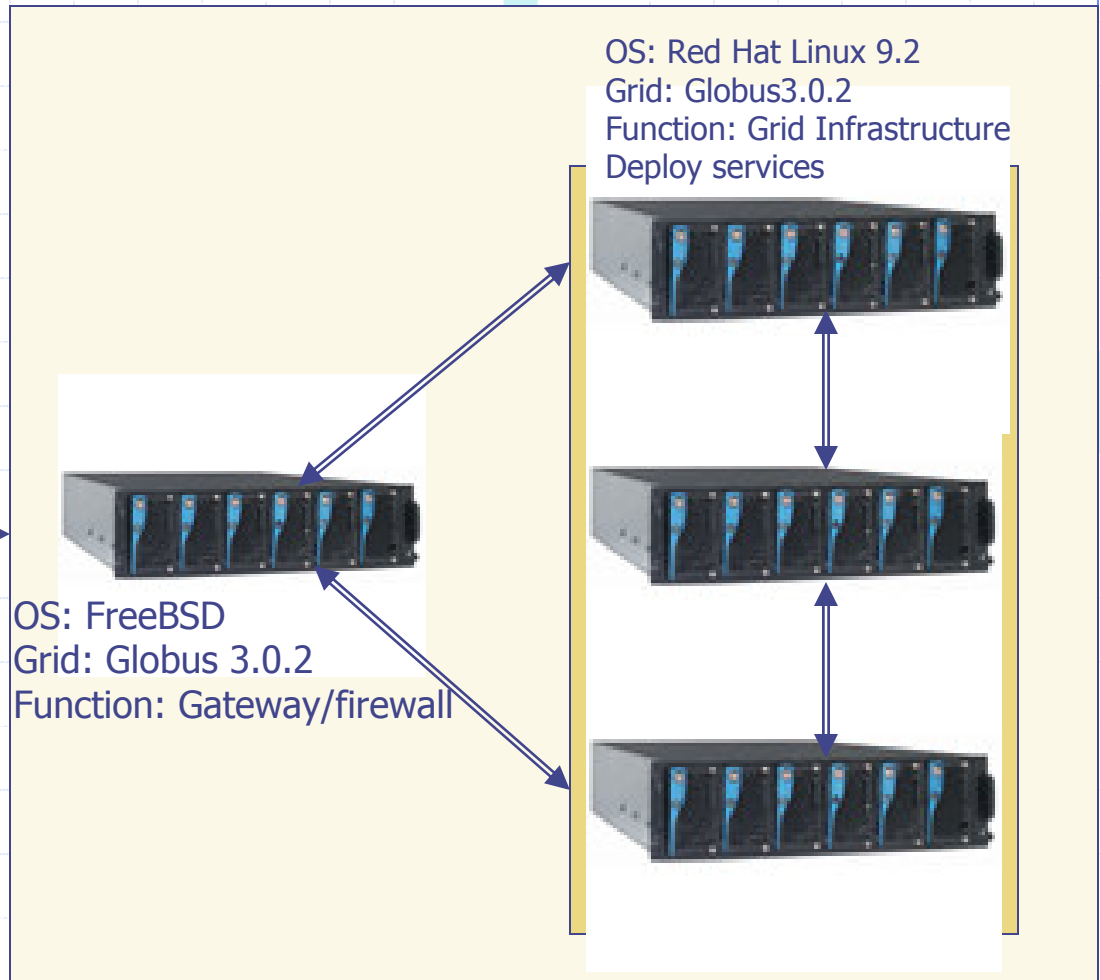 OS: Red Hat Linux 9.2
Grid: Globus3.0.2
Function: Grid Infrastructure
Deploy services
OS: FreeBSD
Grid: Globus 3.0.2
Function: Gateway/firewall